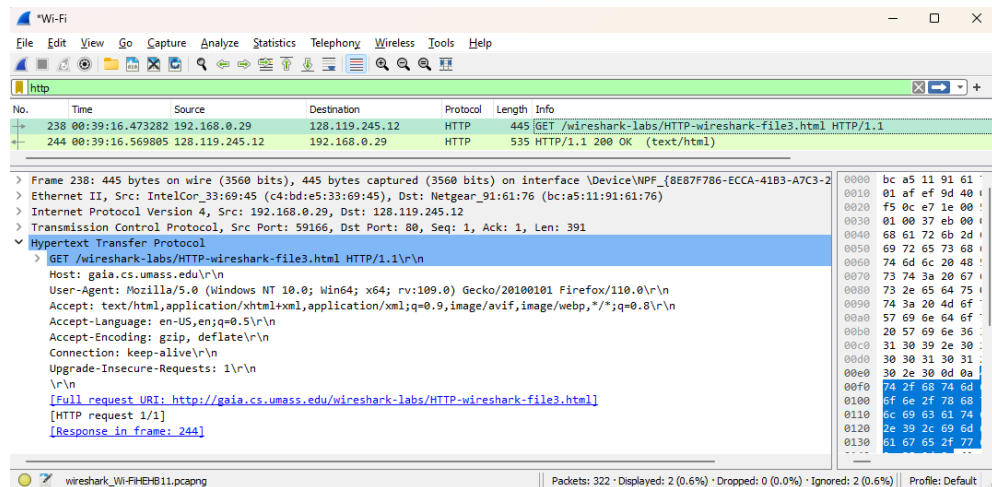 *Wi-Fi
File Edit View Go Capture Analyze Statistics Telephony Wireless Tools Help
http
No. Time Source Destination Protocol Length Info
238 00:39:16.473282 192.168.0.29 128.119.245.12 HTTP 445 GET /wireshark-labs/HTTP-wireshark-file3.html HTTP/1.1
244 00:39:16.569805 128.119.245.12 192.168.0.29 HTTP 535 HTTP/1.1 200 OK (text/html)
Frame 238: 445 bytes on wire (3560 bits), 445 bytes captured (3560 bits) on interface \Device\NPF_{8E87F786-ECCA-41B3-A7C3-2
Ethernet II, Src: IntelCor_33:69:45 (c4:bd:e5:33:69:45), Dst: Netgear_91:61:76 (bc:a5:11:91:61:76)
Internet Protocol Version 4, Src: 192.168.0.29, Dst: 128.119.245.12
Transmission Control Protocol, Src Port: 59166, Dst Port: 80, Seq: 1, Ack: 1, Len: 391
Hypertext Transfer Protocol
GET /wireshark-labs/HTTP-wireshark-file3.html HTTP/1.1\r\n
Host: gaia.cs.umass.edu\r\n
User-Agent: Mozilla/5.0 (Windows NT 10.0; Win64; x64; rv:109.0) Gecko/20100101 Firefox/110.0\r\n
Accept: text/html,application/xhtml+xml,application/xml;q=0.9,image/avif,image/webp,*/*;q=0.8\r\n
Accept-Language: en-US,en;q=0.5\r\n
Accept-Encoding: gzip, deflate\r\n
Connection: keep-alive\r\n
Upgrade-Insecure-Requests: 1\r\n
\r\n
[Full request URI: http://gaia.cs.umass.edu/wireshark-labs/HTTP-wireshark-file3.html]
[HTTP request 1/1]
[Response in frame: 244]
0000 bc a5 11 91 61
0010 01 af ef 9d 40
0020 f5 0c e7 1e 00
0030 01 00 37 eb 00
0040 68 61 72 6b 2d
0050 69 72 65 73 68
0060 74 6d 6c 20 48
0070 73 74 3a 20 67
0080 73 2e 65 64 75
0090 74 3a 20 4d 6f
00a0 57 69 6e 64 6f
00b0 20 57 69 6e 36
00c0 31 30 39 2e 30
00d0 30 30 31 30 31
00e0 30 2e 30 0d 0a
00f0 74 2f 68 74 6d
0100 6f 6e 2f 78 68
0110 6c 69 63 61 74
0120 2e 39 2c 69 6d
0130 61 67 65 2f 77
wireshark_Wi-FiHEHB11.pcapng Packets: 322 · Displayed: 2 (0.6%) · Dropped: 0 (0.0%) · Ignored: 2 (0.6%) Profile: Default